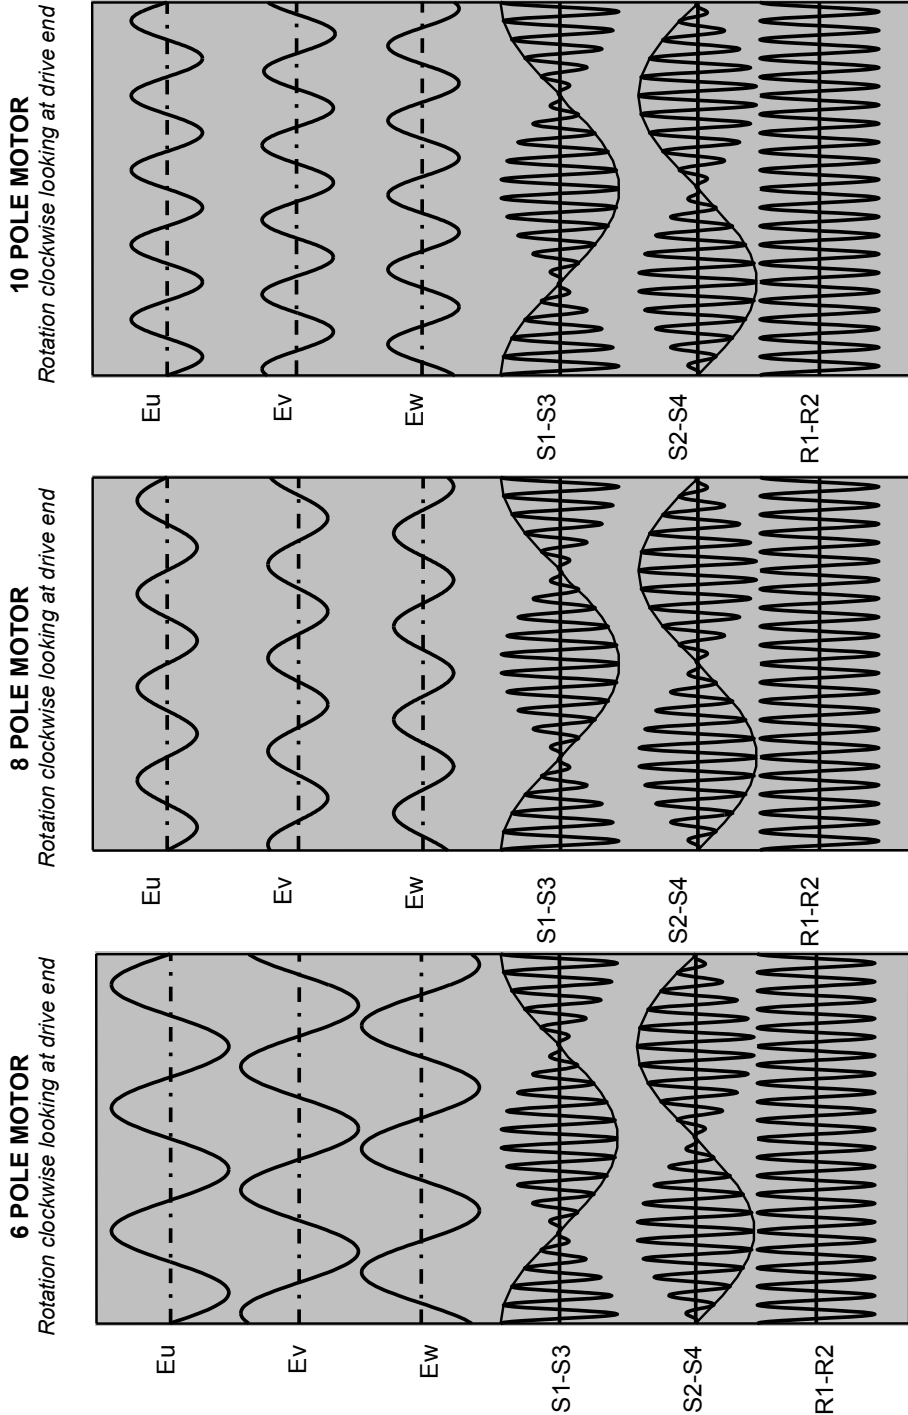 6 POLE MOTOR
Rotation clockwise looking at drive end
Eu
Ev
Ew
S1-S3
S2-S4
R1-R2
8 POLE MOTOR
Rotation clockwise looking at drive end
Eu
Ev
Ew
S1-S3
S2-S4
R1-R2
10 POLE MOTOR
Rotation clockwise looking at drive end
Eu
Ev
Ew
S1-S3
S2-S4
R1-R2